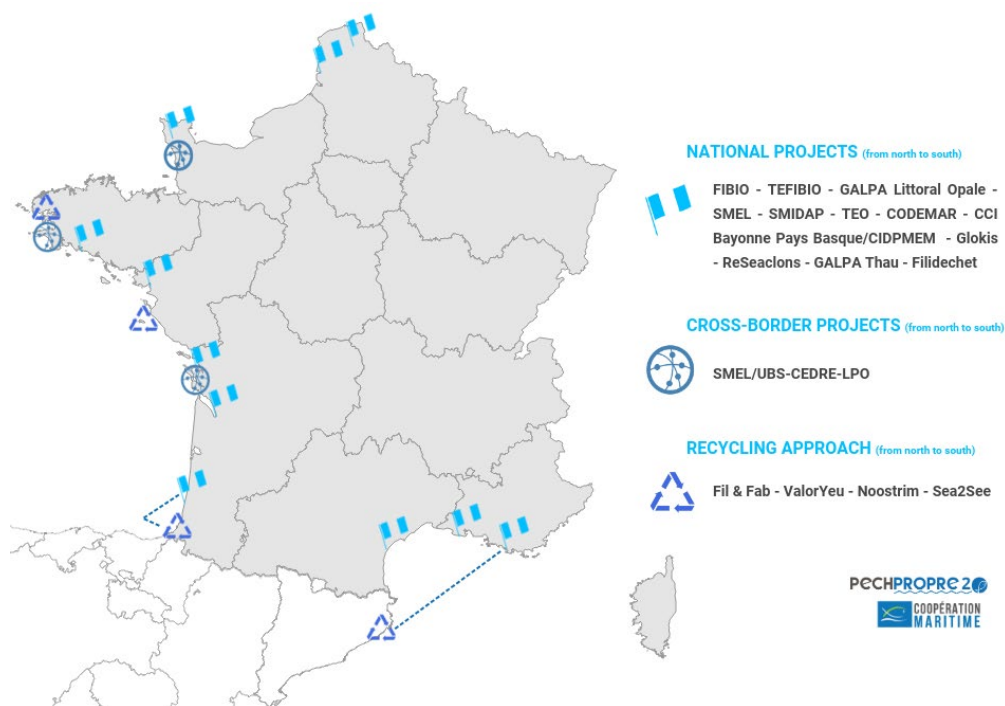 NATIONAL PROJECTS (from north to south)
FIBIO - TEFIBIO - GALPA Littoral Opale -
SMEL - SMIDAP - TEO - CODEMAR - CCI
Bayonne Pays Basque/CIDPMEM - Glokis
- ReSeaclons - GALPA Thau - Filidechet
CROSS-BORDER PROJECTS (from north to south)
SMEL/UBS-CEDRE-LPO
RECYCLING APPROACH (from north to south)
Fil & Fab - ValorYeu - Noostrim - Sea2See
PECHPROPRE 2
COOPÉRATION
MARITIME